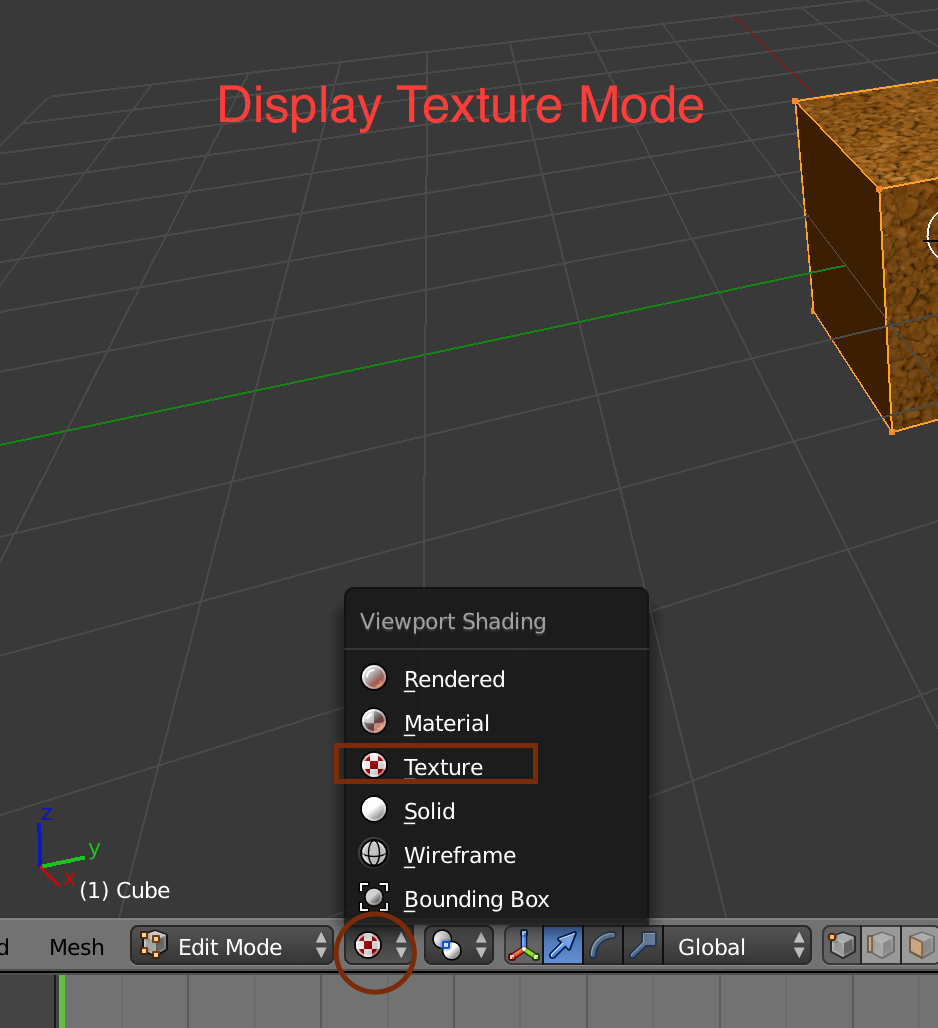 Display Texture Mode
Viewport Shading
Rendered
Material
Texture
Solid
Wireframe
Bounding Box
z
y
x
(1) Cube
d Mesh Edit Mode Global